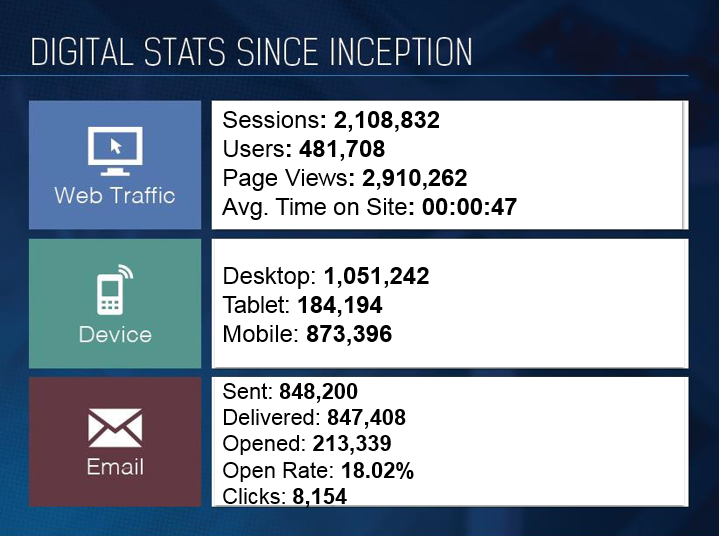 DIGITAL STATS SINCE INCEPTION
Web Traffic
Sessions: 2,108,832
Users: 481,708
Page Views: 2,910,262
Avg. Time on Site: 00:00:47
Device
Desktop: 1,051,242
Tablet: 184,194
Mobile: 873,396
Email
Sent: 848,200
Delivered: 847,408
Opened: 213,339
Open Rate: 18.02%
Clicks: 8,154